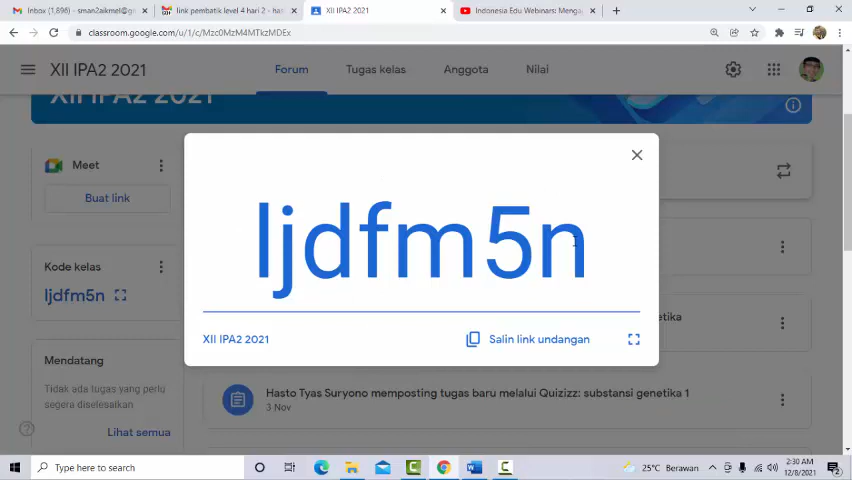 Inbox (1,896) - sman2aikmel@g
link pembatik level 4 hari 2 - has
XII IPA2 2021
Indonesia Edu Webinars: Menga
classroom.google.com/u/1/c/Mzc0MzM4MTkzMDEx
XII IPA2 2021
Forum
Tugas kelas
Anggota
Nilai
XII IPA2 2021
Meet
Buat link
Kode kelas
ljdfm5n
ljdfm5n
XII IPA2 2021
Salin link undangan
etika
Mendatang
Tidak ada tugas yang perlu
segera diselesaikan
Lihat semua
Hasto Tyas Suryono memposting tugas baru melalui Quizizz: substansi genetika 1
3 Nov
Type here to search
25°C Berawan
2:30 AM
12/8/2021